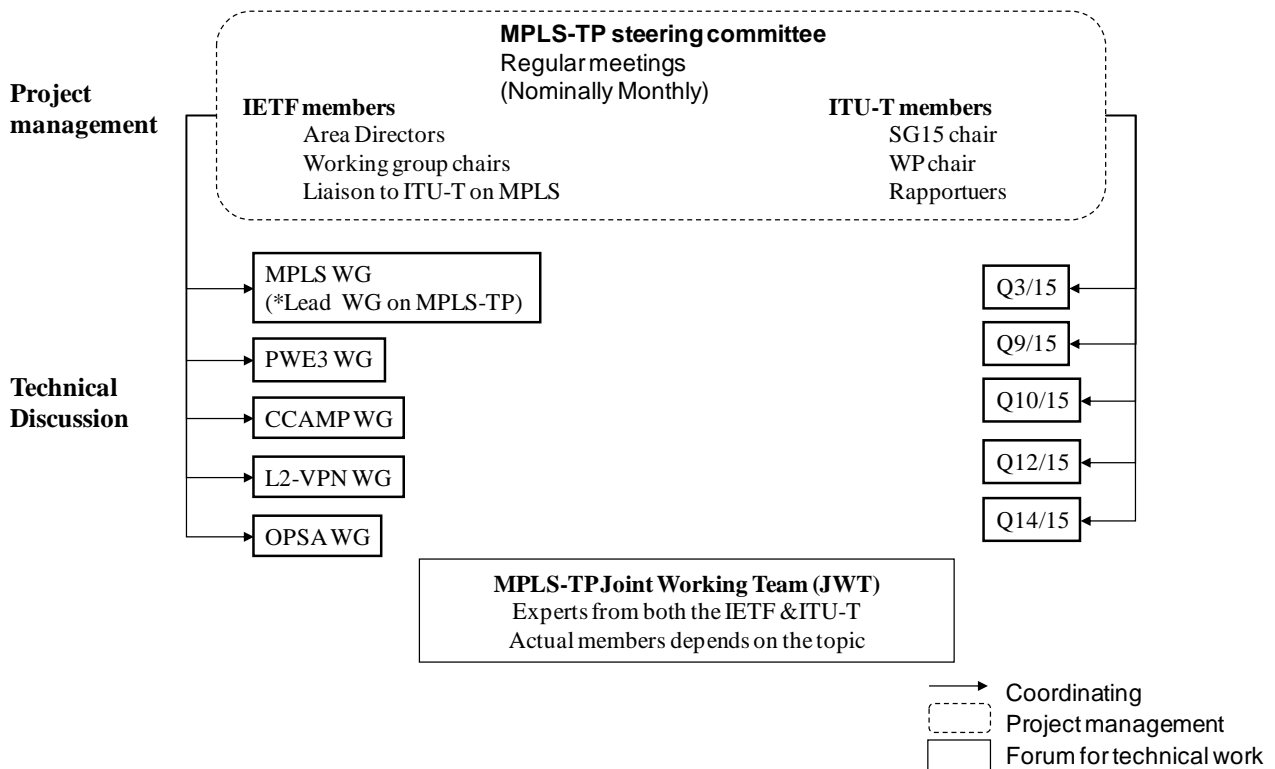 MPLS-TP steering committee
Regular meetings
(Nominally Monthly)
Project
management
IETF members
Area Directors
Working group chairs
Liaison to ITU-T on MPLS
ITU-T members
SG15 chair
WP chair
Rapportuers
Technical
Discussion
MPLS WG
(*Lead WG on MPLS-TP)
PWE3 WG
CCAMP WG
L2-VPN WG
OPSA WG
Q3/15
Q9/15
Q10/15
Q12/15
Q14/15
MPLS-TP Joint Working Team (JWT)
Experts from both the IETF & ITU-T
Actual members depends on the topic
Coordinating
Project management
Forum for technical work